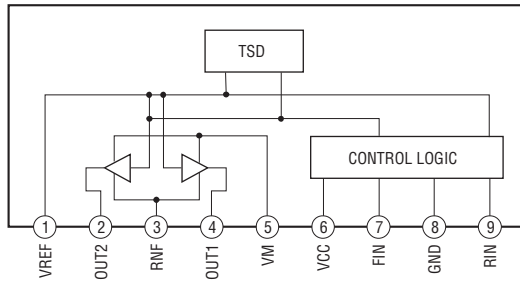 TSD
CONTROL LOGIC
1 2 3 4 5 6 7 8 9
VREF OUT2 RNF OUT1 VM VCC FIN GND RIN